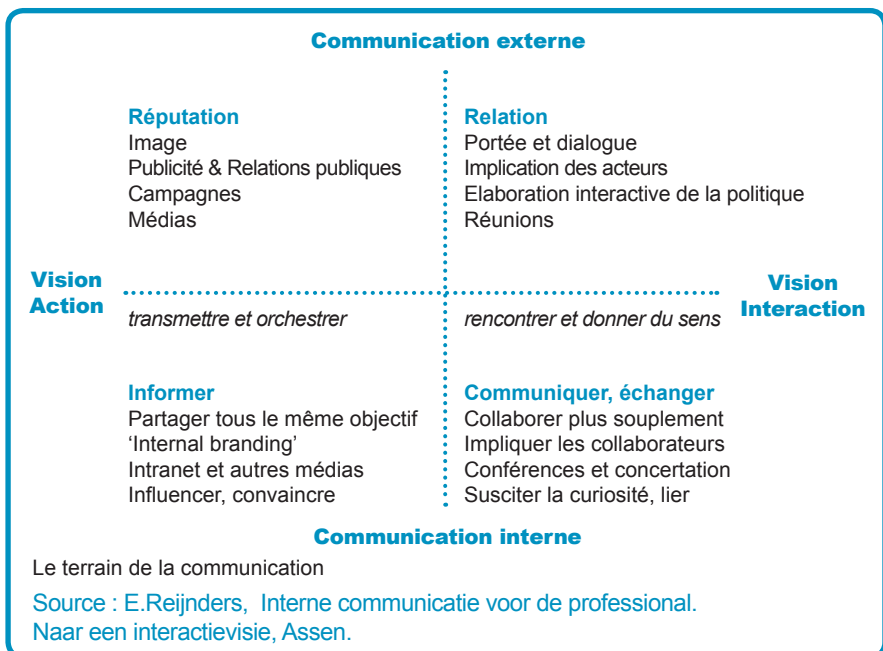 Communication externe
Réputation
Image
Publicité & Relations publiques
Campagnes
Médias
Relation
Portée et dialogue
Implication des acteurs
Elaboration interactive de la politique
Réunions
Vision
Action
transmettre et orchestrer
rencontrer et donner du sens
Vision
Interaction
Informer
Partager tous le même objectif
‘Internal branding’
Intranet et autres médias
Influencer, convaincre
Communiquer, échanger
Collaborer plus souplement
Impliquer les collaborateurs
Conférences et concertation
Susciter la curiosité, lier
Communication interne
Le terrain de la communication
Source : E.Reijnders, Interne communicatie voor de professional.
Naar een interactievisie, Assen.